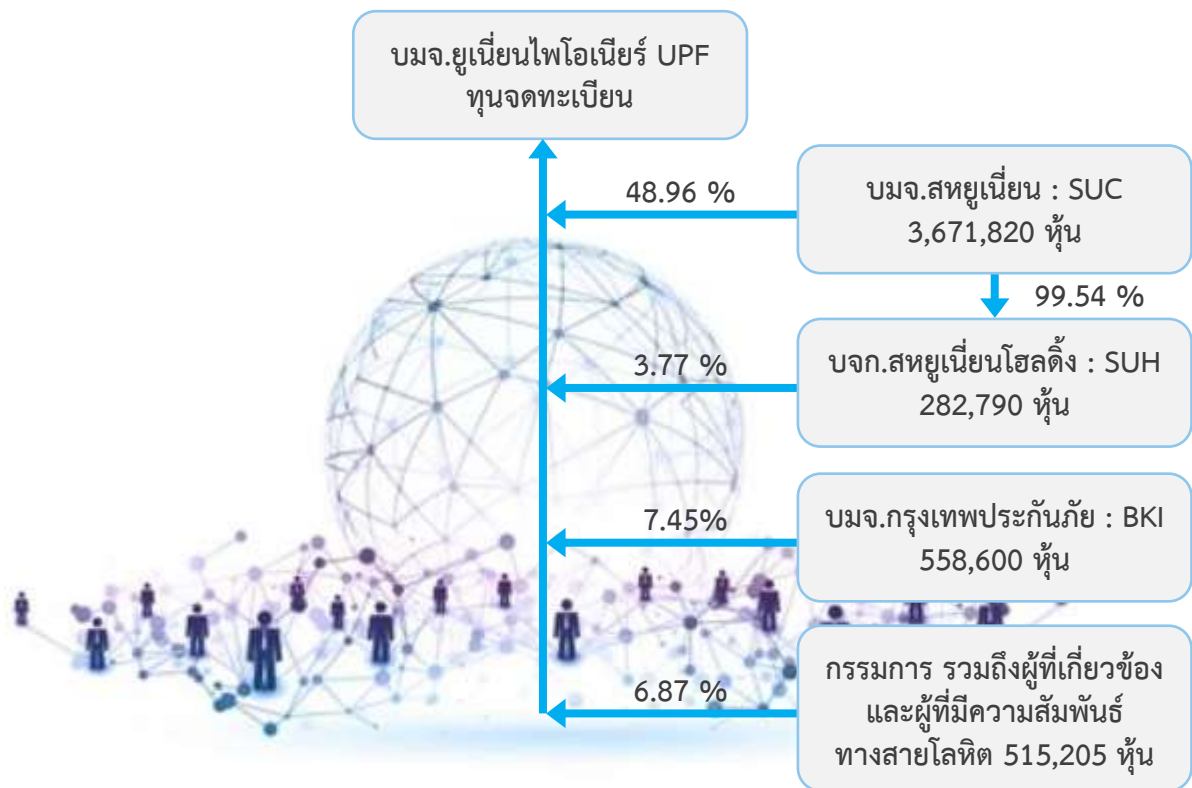 บมจ.ยูเนี่ยนไพโอเนียร์ UPF
ทุนจดทะเบียน
48.96 %
บมจ.สหยูเนี่ยน : SUC
3,671,820 หุ้น
99.54 %
3.77 %
บจก.สหยูเนี่ยนโฮลดิ้ง : SUH
282,790 หุ้น
7.45%
บมจ.กรุงเทพประกันภัย : BKI
558,600 หุ้น
6.87 %
กรรมการ รวมถึงผู้ที่เกี่ยวข้อง
และผู้ที่มีความสัมพันธ์
ทางสายโลหิต 515,205 หุ้น